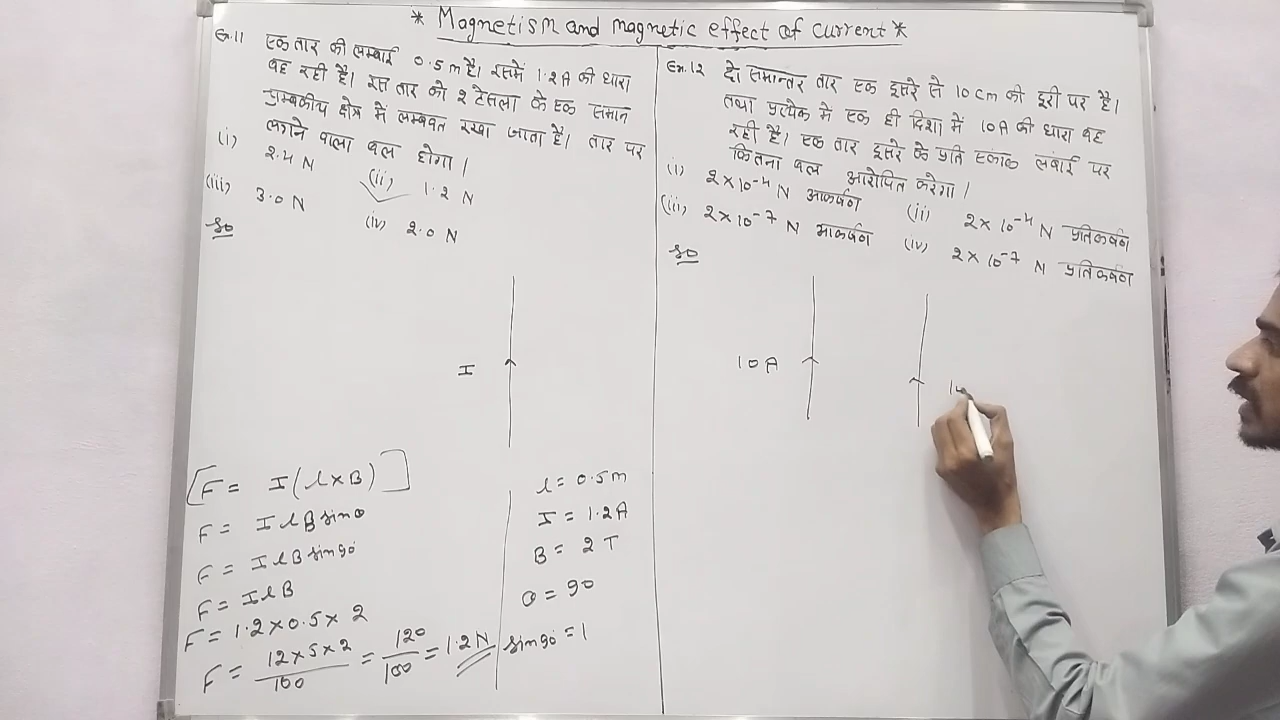 * Magnetism and magnetic effect of current *
Ex.11 एक तार की लम्बाई 0.5 m है। इसमें 1.2A की धारा
बह रही है। इस तार को 2 टेसला के एक समान
चुम्बकीय क्षेत्र में लम्बवत रखा जाता है। तार पर
लगने वाला बल होगा।
(i) 2.4 N (ii) 1.2 N
(iii) 3.0 N (iv) 2.0 N
So
I
[F = I(l×B)]
F = IlB sinθ
F = IlB sin90°
F = IlB
F = 1.2×0.5×2
F = 12×5×2/100 = 120/100 = 1.2 N
l = 0.5m
I = 1.2A
B = 2 T
θ = 90
sin90° = 1
Ex.12 दो समान्तर तार एक दूसरे से 10 cm की दूरी पर है।
तथा प्रत्येक में एक ही दिशा में 10A की धारा बह
रही है। एक तार दूसरे के प्रति एकांक लंबाई पर
कितना बल आरोपित करेगा।
(i) 2×10⁻⁴ N आकर्षण (ii) 2×10⁻⁴ N प्रतिकर्षण
(iii) 2×10⁻⁷ N आकर्षण (iv) 2×10⁻⁷ N प्रतिकर्षण
So
10A